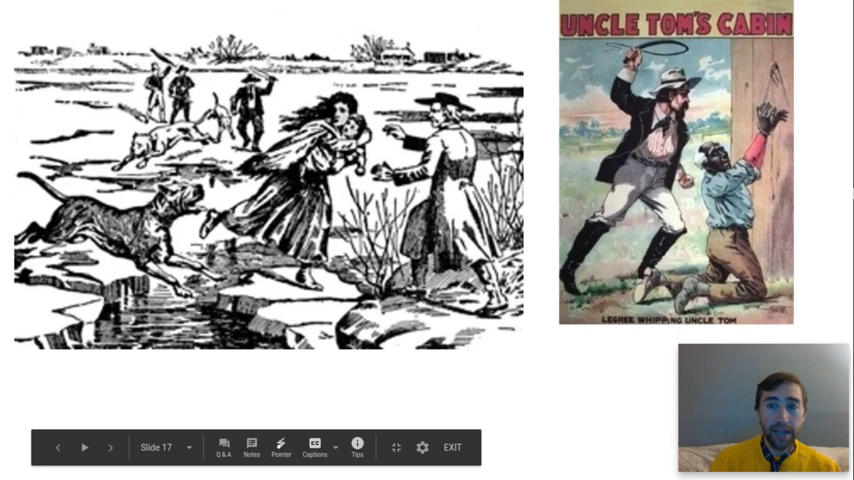 UNCLE TOM'S CABIN
LEGREE WHIPPING UNCLE TOM
Slide 17
Q & A
Notes
Pointer
CC
Captions
Tips
EXIT